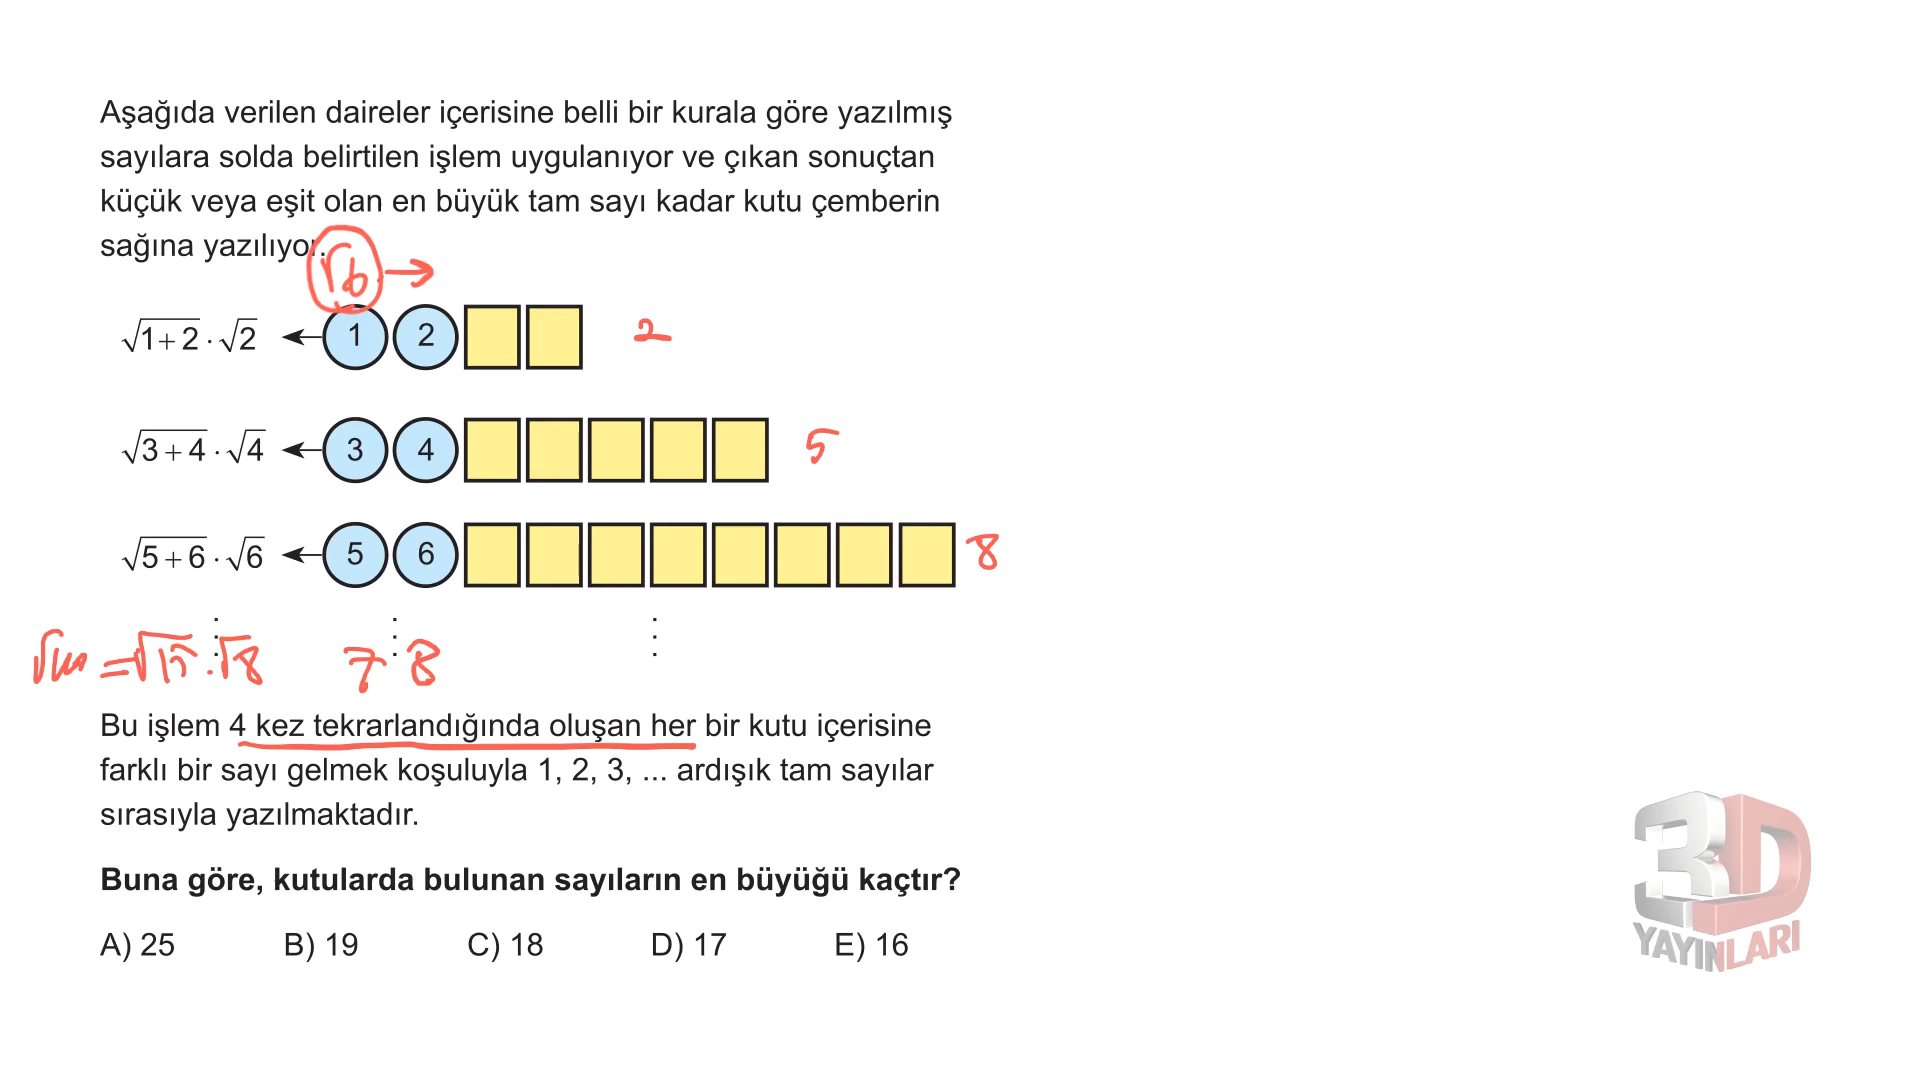 Aşağıda verilen daireler içerisine belli bir kurala göre yazılmış
sayılara solda belirtilen işlem uygulanıyor ve çıkan sonuçtan
küçük veya eşit olan en büyük tam sayı kadar kutu çemberin
sağına yazılıyor.
√6 →
√1+2 · √2 ← 1 2 2
√3+4 · √4 ← 3 4 5
√5+6 · √6 ← 5 6 8
⋮ ⋮ ⋮
= √15 · √8 7 8
Bu işlem 4 kez tekrarlandığında oluşan her bir kutu içerisine
farklı bir sayı gelmek koşuluyla 1, 2, 3, ... ardışık tam sayılar
sırasıyla yazılmaktadır.
Buna göre, kutularda bulunan sayıların en büyüğü kaçtır?
A) 25 B) 19 C) 18 D) 17 E) 16
3D
YAYINLARI